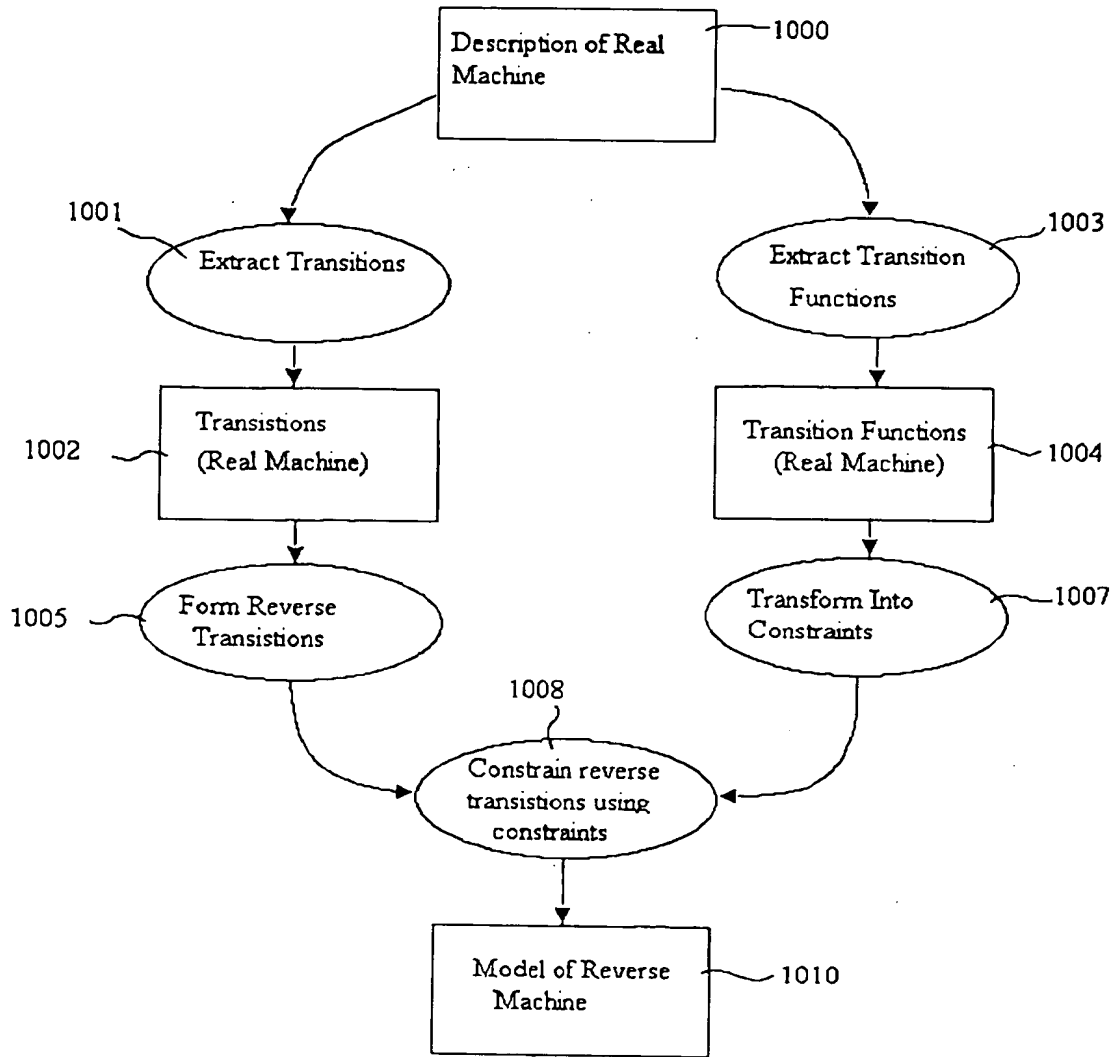 1000
Description of Real
Machine
1001
Extract Transitions
1003
Extract Transition
Functions
1002
Transistions
(Real Machine)
Transition Functions
(Real Machine)
1004
1005
Form Reverse
Transistions
Transform Into
Constraints
1007
1008
Constrain reverse
transistions using
constraints
Model of Reverse
Machine
1010